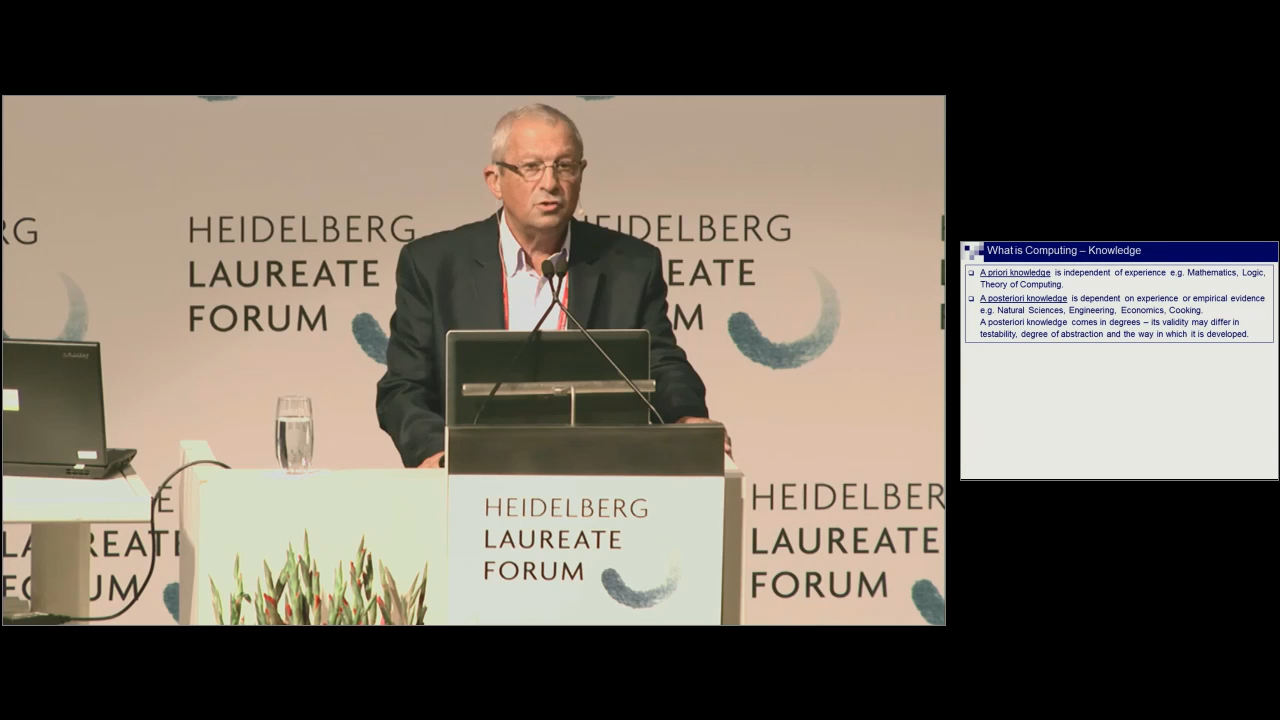 RG
HEIDELBERG
LAUREATE
FORUM
HEIDELBERG
EATE
M
HEIDELBERG
LAUREATE
FORUM
E
LAUREATE
FORUM
HEIDELBER
LAUREATE
FORUM
What is Computing – Knowledge
A priori knowledge is independent of experience e.g. Mathematics, Logic,
Theory of Computing.
A posteriori knowledge is dependent on experience or empirical evidence
e.g. Natural Sciences, Engineering, Economics, Cooking.
A posteriori knowledge comes in degrees – its validity may differ in
testability, degree of abstraction and the way in which it is developed.